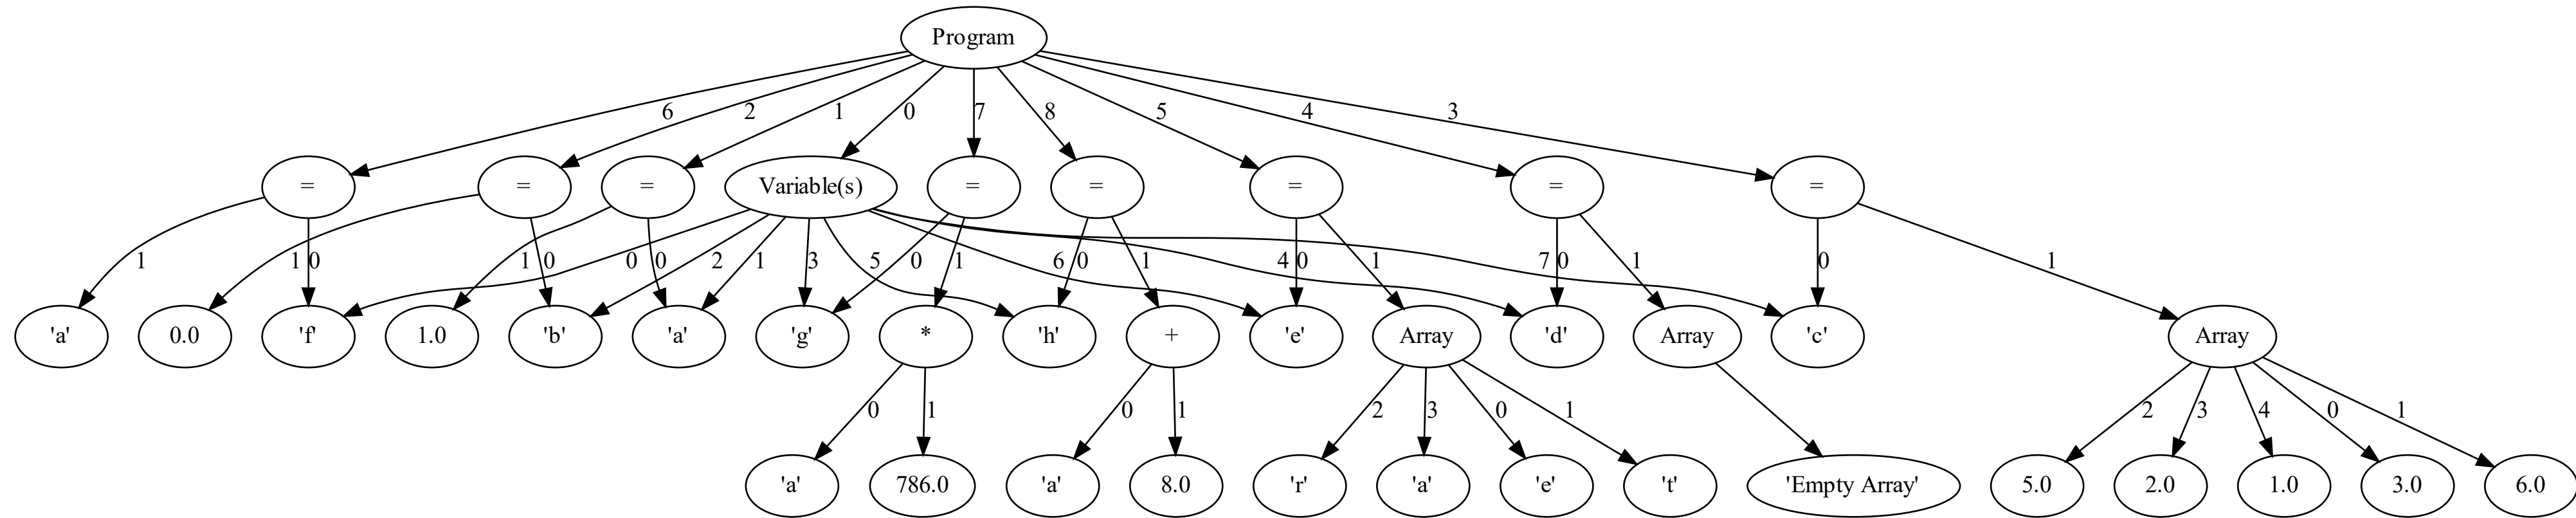 Program
6 2 1 0 7 8 5 4 3
= = = Variable(s) = = = = =
1 1 0 1 0 0 0 2 1 3 5 0 1 6 0 1 4 0 1 7 0 1 0 1
'a' 0.0 'f' 1.0 'b' 'a' 'g' * 'h' + 'e' Array 'd' Array 'c' Array
0 1 0 1 2 3 0 1 2 3 4 0 1
'a' 786.0 'a' 8.0 'r' 'a' 'e' 't' 'Empty Array' 5.0 2.0 1.0 3.0 6.0